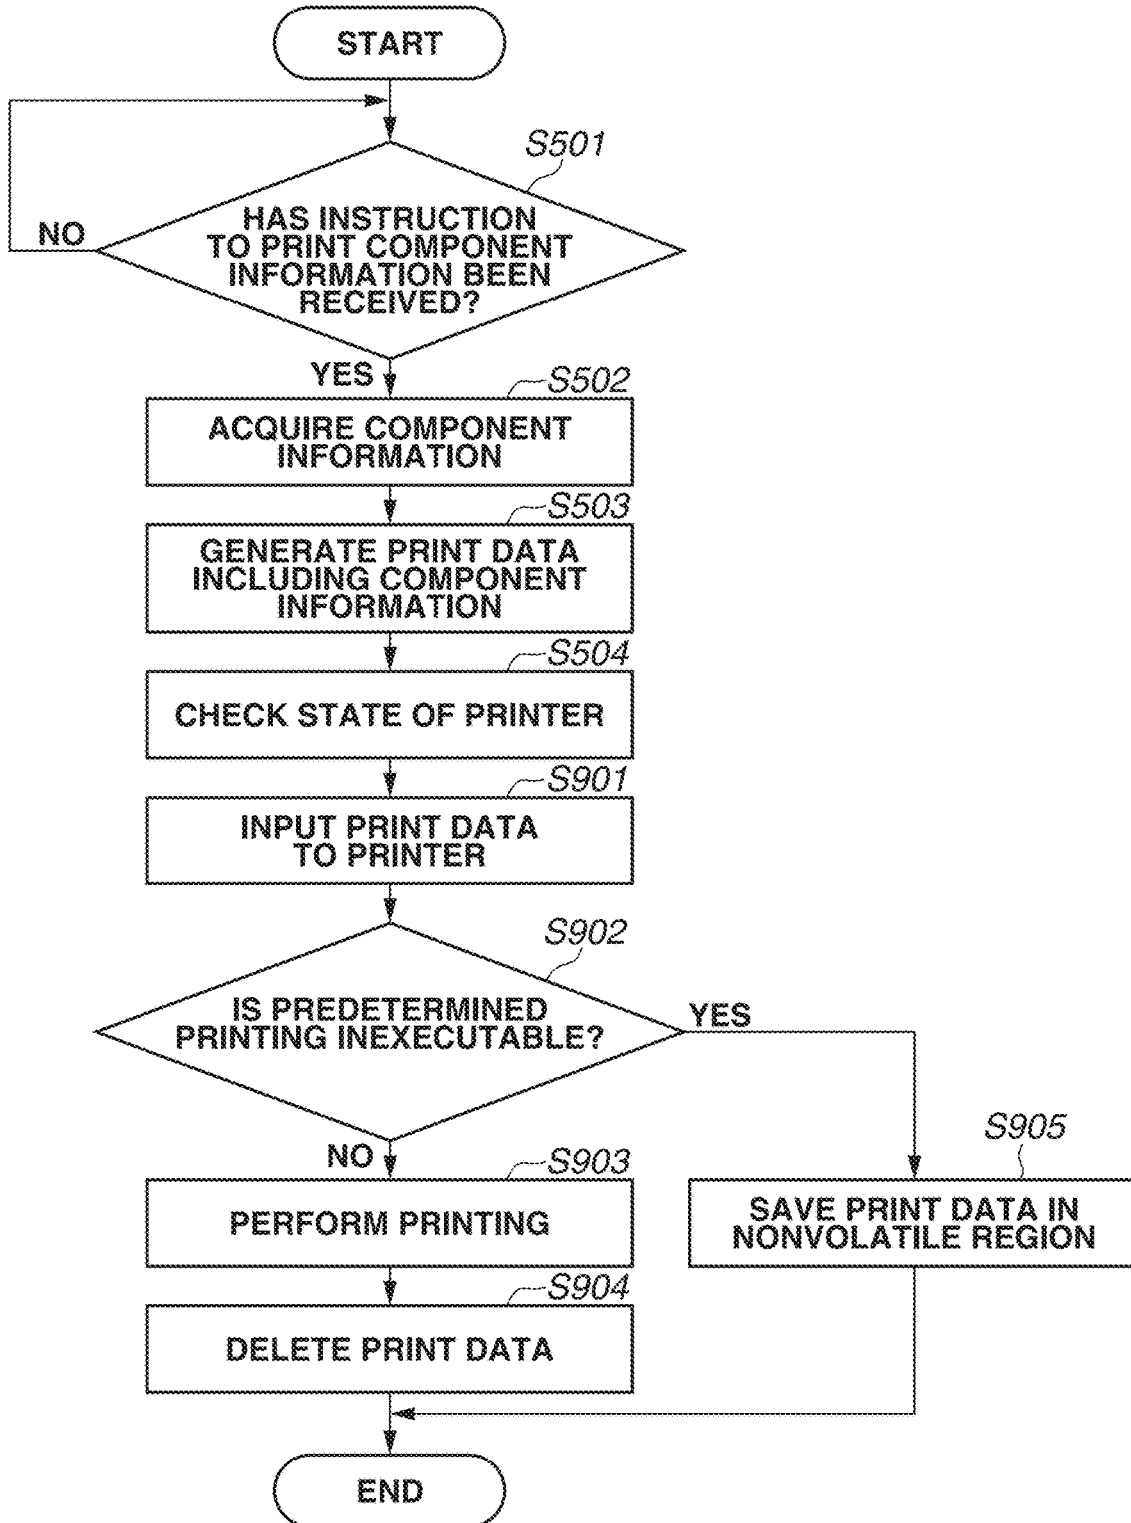 START
S501
HAS INSTRUCTION
TO PRINT COMPONENT
INFORMATION BEEN
RECEIVED?
NO
YES
S502
ACQUIRE COMPONENT
INFORMATION
S503
GENERATE PRINT DATA
INCLUDING COMPONENT
INFORMATION
S504
CHECK STATE OF PRINTER
S901
INPUT PRINT DATA
TO PRINTER
S902
IS PREDETERMINED
PRINTING INEXECUTABLE?
YES
NO
S903
PERFORM PRINTING
S905
SAVE PRINT DATA IN
NONVOLATILE REGION
S904
DELETE PRINT DATA
END